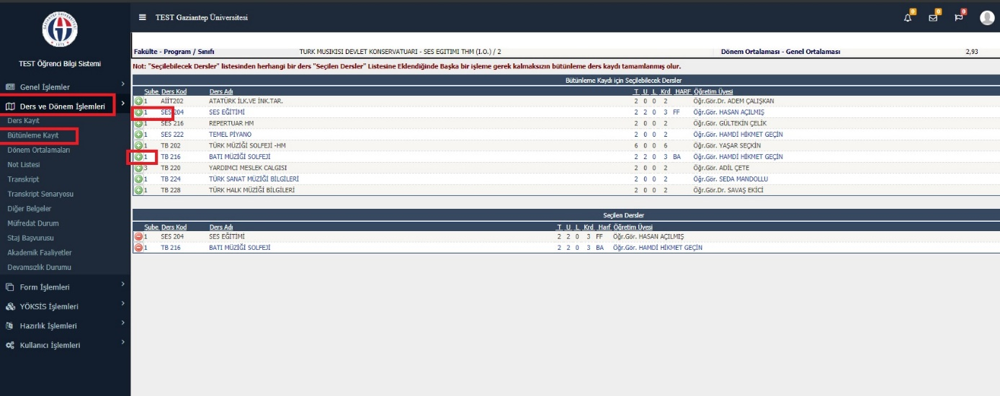 TEST Gaziantep Üniversitesi
0 0 0
GAZİANTEP ÜNİVERSİTESİ
1973
TEST Öğrenci Bilgi Sistemi
Genel İşlemler
Ders ve Dönem İşlemleri
Ders Kayıt
Bütünleme Kayıt
Dönem Ortalamaları
Not Listesi
Transkript
Transkript Senaryosu
Diğer Belgeler
Müfredat Durum
Staj Başvurusu
Akademik Faaliyetler
Devamsızlık Durumu
Form İşlemleri
YÖKSİS İşlemleri
Hazırlık İşlemleri
Kullanıcı İşlemleri
Fakülte - Program / Sınıfı TURK MUSIKISI DEVLET KONSERVATUARI - SES EGITIMI THM (I.O.) / 2 Dönem Ortalaması - Genel Ortalaması 2,93
Not: "Seçilebilecek Dersler" listesinden herhangi bir ders "Seçilen Dersler" Listesine Eklendiğinde Başka bir işleme gerek kalmaksızın bütünleme ders kaydı tamamlanmış olur.
Bütünleme Kaydı için Seçilebilecek Dersler
Şube Ders Kod Ders Adı T U L Krd HARF Öğretim Üyesi
1 AİİT202 ATATÜRK İLK.VE İNK.TAR. 2 0 0 2 Öğr.Gör.Dr. ADEM ÇALIŞKAN
1 SES 204 SES EĞİTİMİ 2 2 0 3 FF Öğr.Gör. HASAN AÇILMIŞ
1 SES 216 REPERTUAR HM 2 0 0 2 Öğr.Gör. GÜLTEKİN ÇELİK
1 SES 222 TEMEL PİYANO 2 0 0 2 Öğr.Gör. HAMDİ HİKMET GEÇİN
1 TB 202 TÜRK MÜZİĞİ SOLFEJİ -HM 6 0 0 6 Öğr.Gör. YAŞAR SEÇKİN
1 TB 216 BATI MÜZİĞİ SOLFEJİ 2 2 0 3 BA Öğr.Gör. HAMDİ HİKMET GEÇİN
3 TB 220 YARDIMCI MESLEK CALGISI 2 0 0 2 Öğr.Gör. ADİL ÇETE
1 TB 224 TÜRK SANAT MÜZİĞİ BİLGİLERİ 2 0 0 2 Öğr.Gör. SEDA MANDOLLU
1 TB 228 TÜRK HALK MÜZİĞİ BİLGİLERİ 2 0 0 2 Öğr.Gör.Dr. SAVAŞ EKİCİ
Seçilen Dersler
Şube Ders Kod Ders Adı T U L Krd Harf Öğretim Üyesi
1 SES 204 SES EĞİTİMİ 2 2 0 3 FF Öğr.Gör. HASAN AÇILMIŞ
1 TB 216 BATI MÜZİĞİ SOLFEJİ 2 2 0 3 BA Öğr.Gör. HAMDİ HİKMET GEÇİN